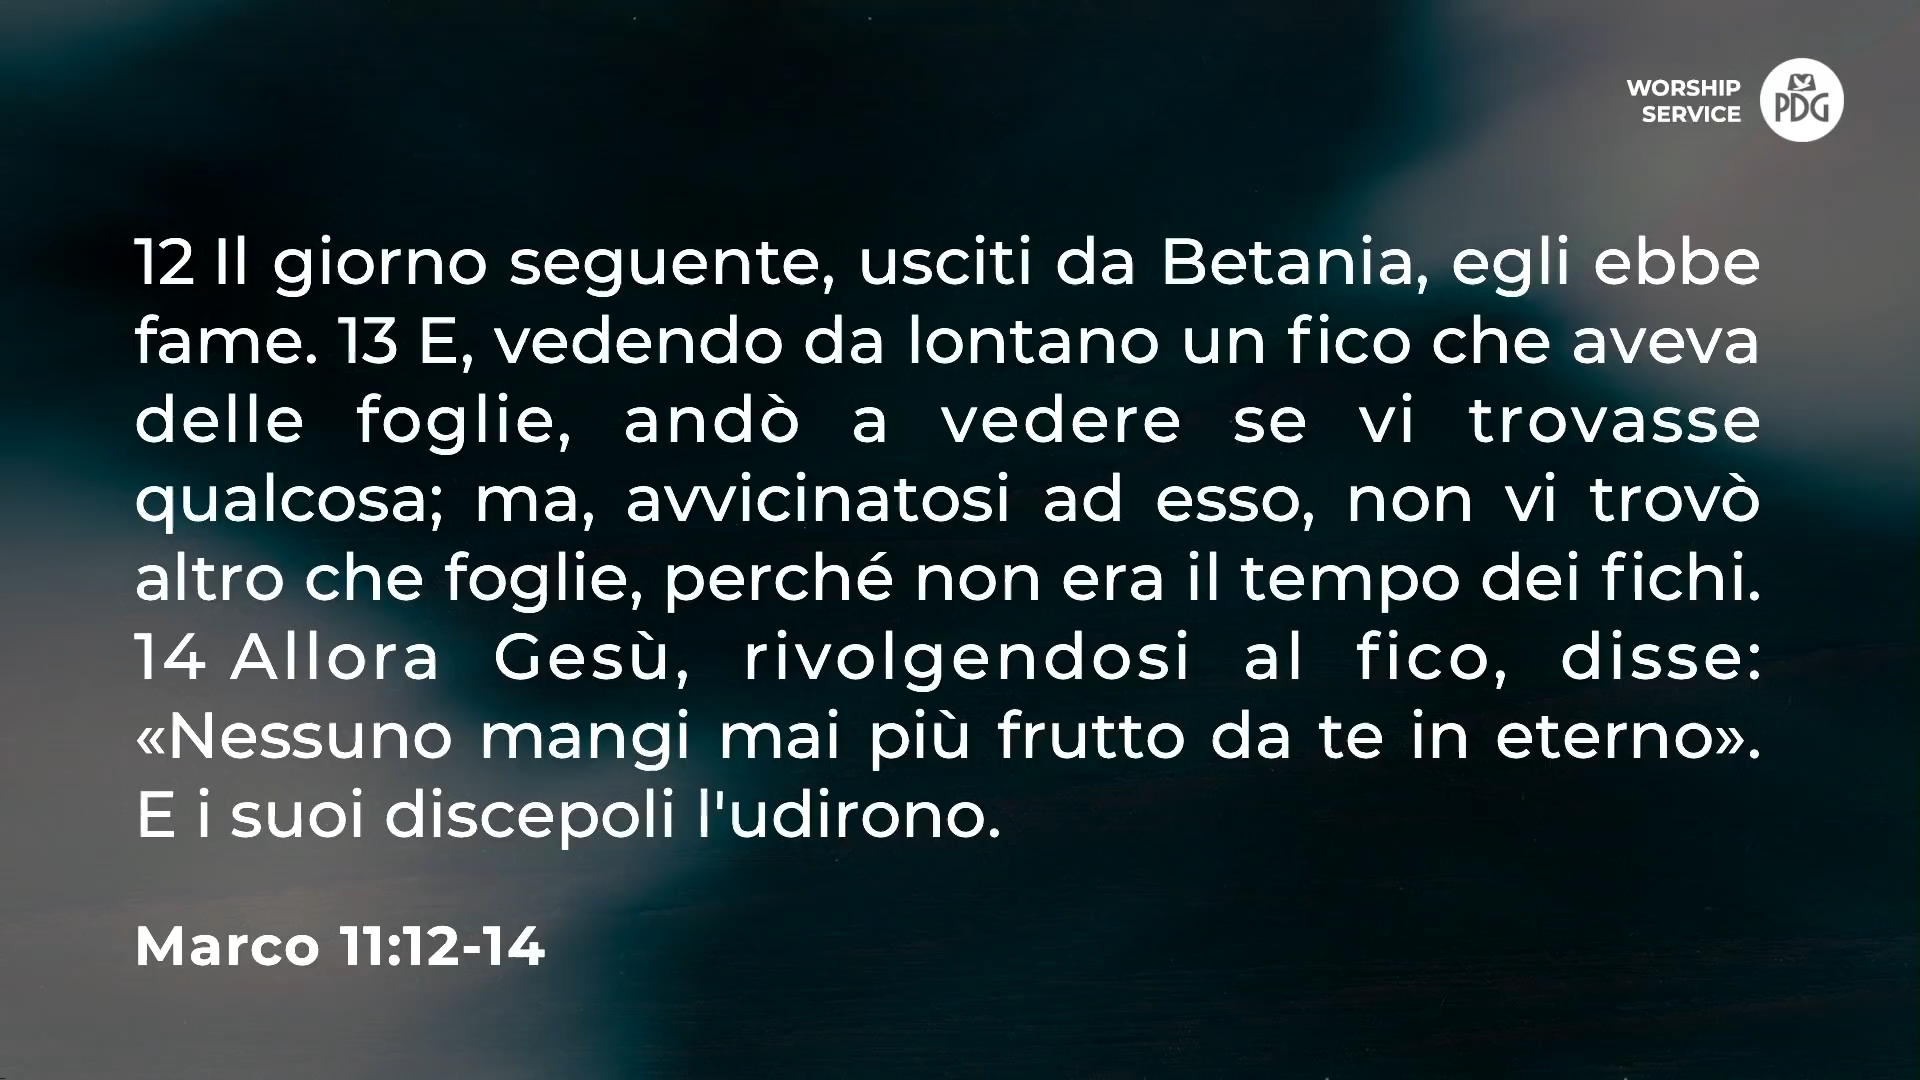 WORSHIP
SERVICE
PDG
12 Il giorno seguente, usciti da Betania, egli ebbe
fame. 13 E, vedendo da lontano un fico che aveva
delle foglie, andò a vedere se vi trovasse
qualcosa; ma, avvicinatosi ad esso, non vi trovò
altro che foglie, perché non era il tempo dei fichi.
14 Allora Gesù, rivolgendosi al fico, disse:
«Nessuno mangi mai più frutto da te in eterno».
E i suoi discepoli l'udirono.
Marco 11:12-14